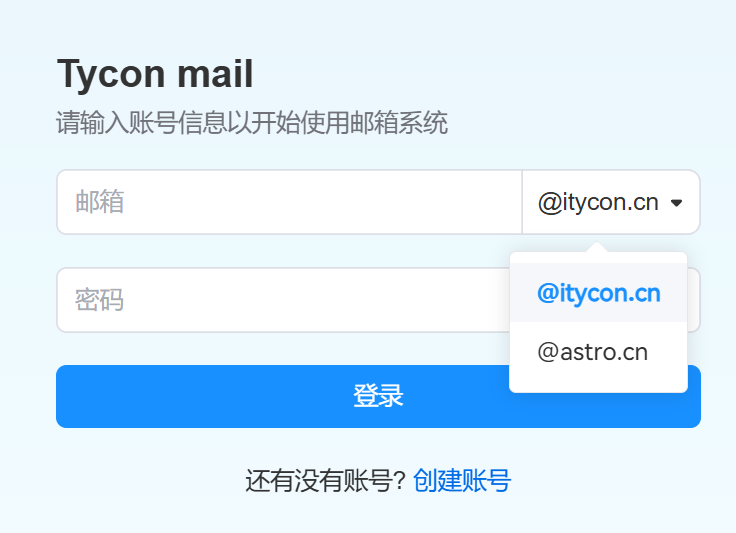 Tycon mail
请输入账号信息以开始使用邮箱系统
邮箱
@itycon.cn
@itycon.cn
密码
@astro.cn
登录
还有没有账号? 创建账号